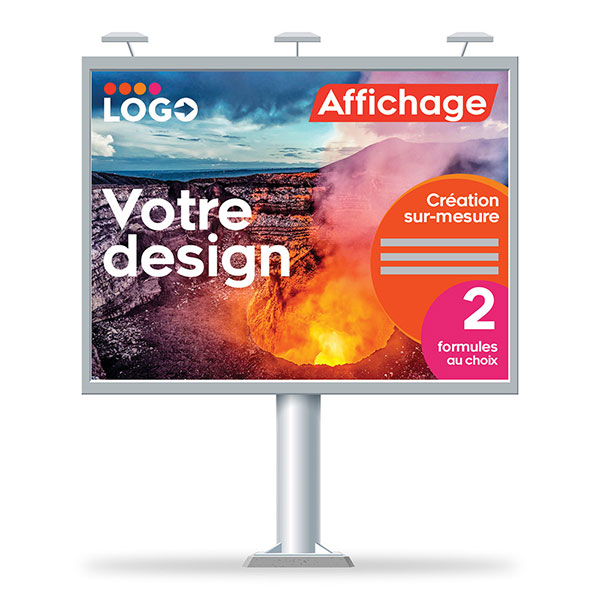 LOGO
Affichage
Votre
design
Création
sur-mesure
2
formules
au choix